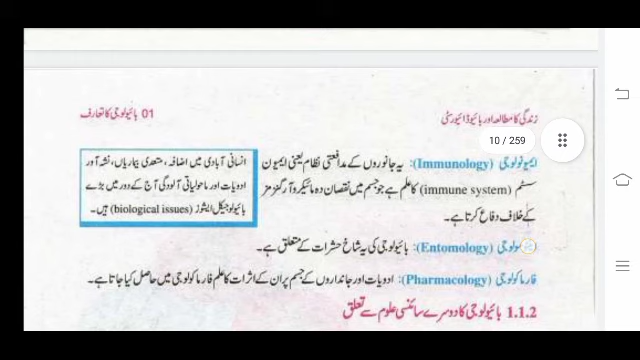 زندگی کا مطالعہ اور بائیوڈائیورسٹی
01 بائیولوجی کا تعارف
10 / 259
امیونولوجی (Immunology): یہ جانوروں کے مدافعتی نظام یعنی امیون
سسٹم (immune system) کا علم ہے جو جسم میں نقصان دہ مائیکرو آرگنزمز
کے خلاف دفاع کرتا ہے۔
انسانی آبادی میں اضافہ، متعدی بیماریاں، نشہ آور
ادویات اور ماحولیاتی آلودگی آج کے دور میں بڑے
بائیولوجیکل ایشوز (biological issues) ہیں۔
مولوجی (Entomology): بائیولوجی کی یہ شاخ حشرات کے متعلق ہے۔
فارماکولوجی (Pharmacology): ادویات اور جانداروں کے جسم پر ان کے اثرات کا علم فارماکولوجی میں حاصل کیا جاتا ہے۔
1.1.2 بائیولوجی کا دوسرے سائنسی علوم سے تعلق